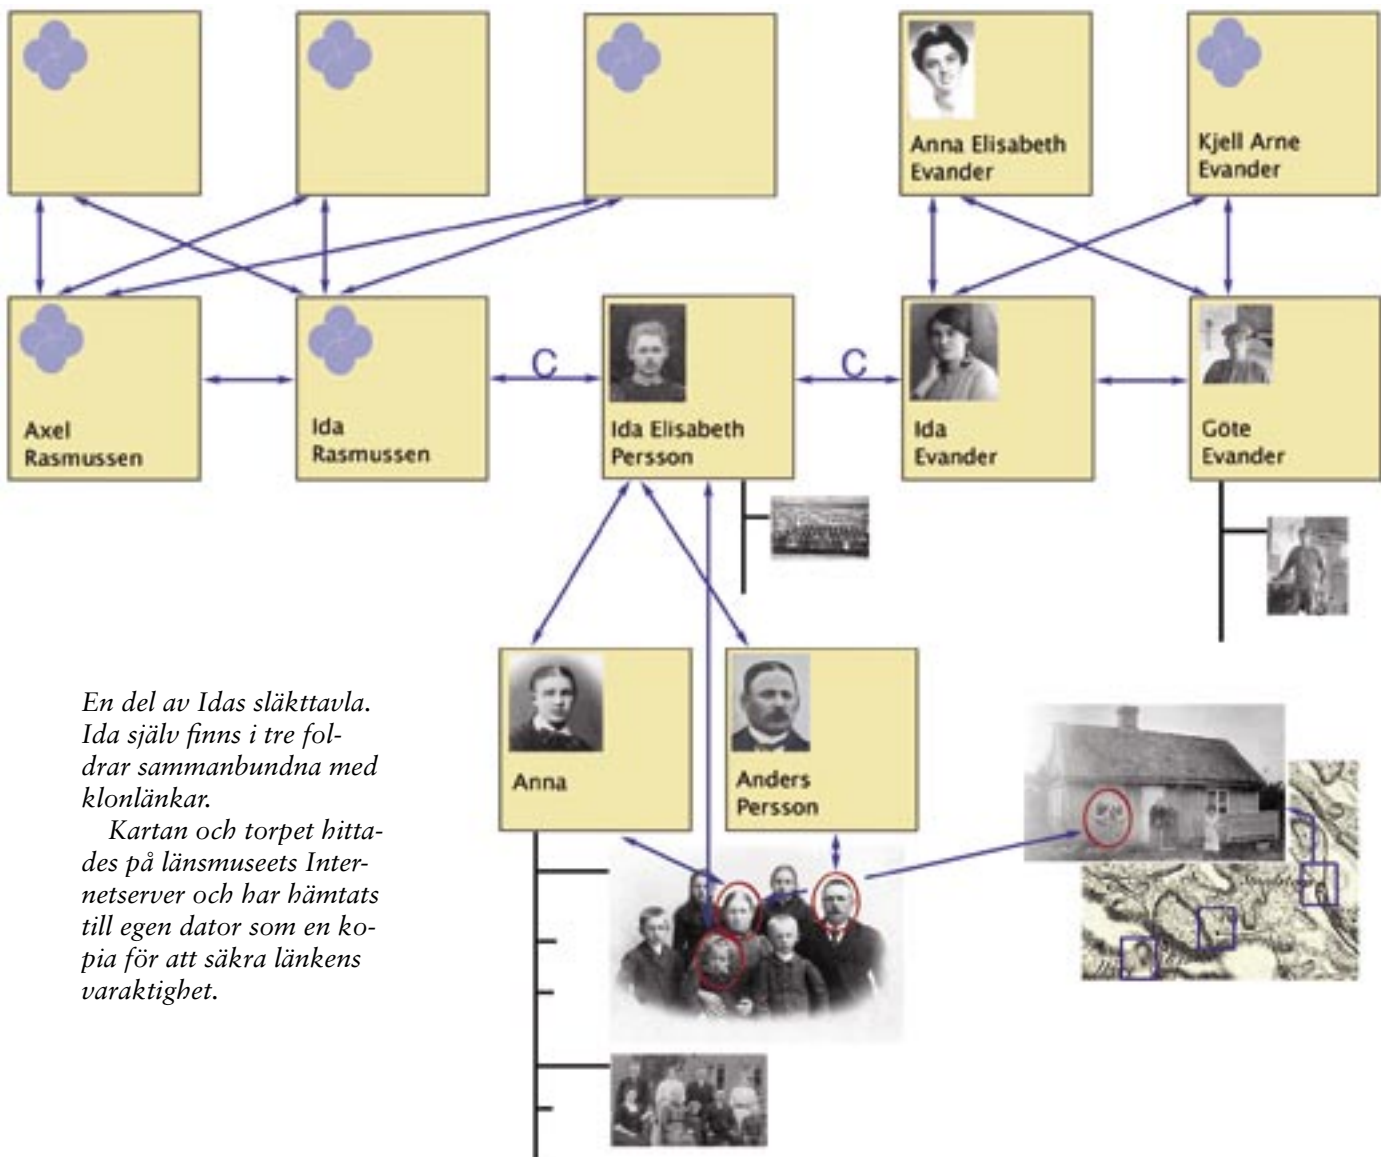 Anna Elisabeth
Evander
Kjell Arne
Evander
Axel
Rasmussen
Ida
Rasmussen
C
Ida Elisabeth
Persson
C
Ida
Evander
Göte
Evander
Anna
Anders
Persson
En del av Idas släkttavla.
Ida själv finns i tre fol-
drar sammanbundna med
klonlänkar.
Kartan och torpet hitta-
des på länsmuseets Inter-
netserver och har hämtats
till egen dator som en ko-
pia för att säkra länkens
varaktighet.